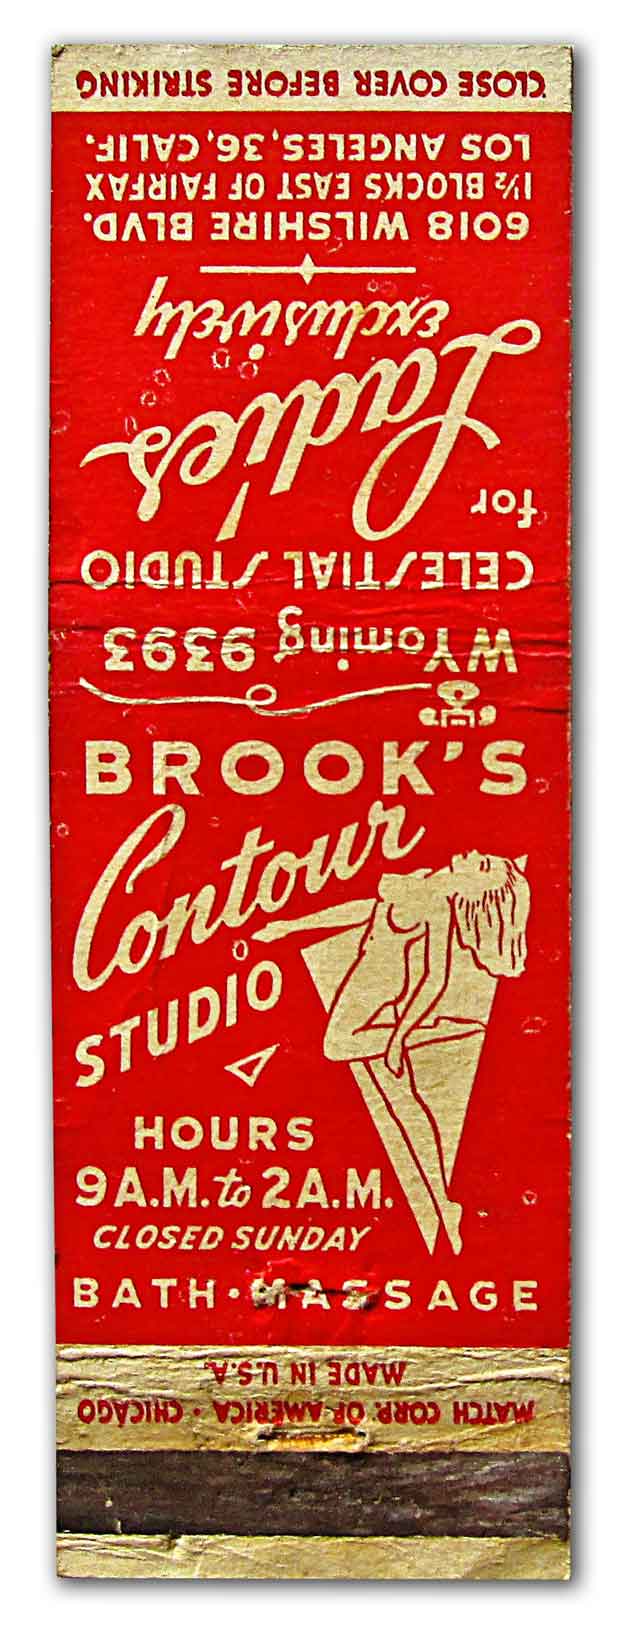 BROOK'S
Contour
STUDIO
HOURS
9 A.M. to 2 A.M.
CLOSED SUNDAY
BATH · MASSAGE
WYoming 9393
CELESTIAL STUDIO
for
Ladies
exclusively
6018 WILSHIRE BLVD.
1½ BLOCKS EAST OF FAIRFAX
LOS ANGELES, 36, CALIF.
CLOSE COVER BEFORE STRIKING
MATCH CORP. OF AMERICA · CHICAGO
MADE IN U.S.A.